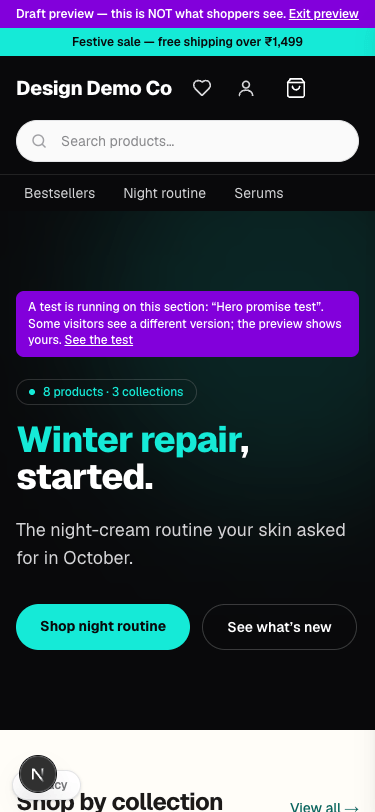 Draft preview — this is NOT what shoppers see. Exit preview
Festive sale — free shipping over ₹1,499
Design Demo Co
Search products…
Bestsellers Night routine Serums
A test is running on this section: “Hero promise test”.
Some visitors see a different version; the preview shows
yours. See the test
8 products · 3 collections
Winter repair,
started.
The night-cream routine your skin asked
for in October.
Shop night routine See what’s new
N
Shop by collection View all →